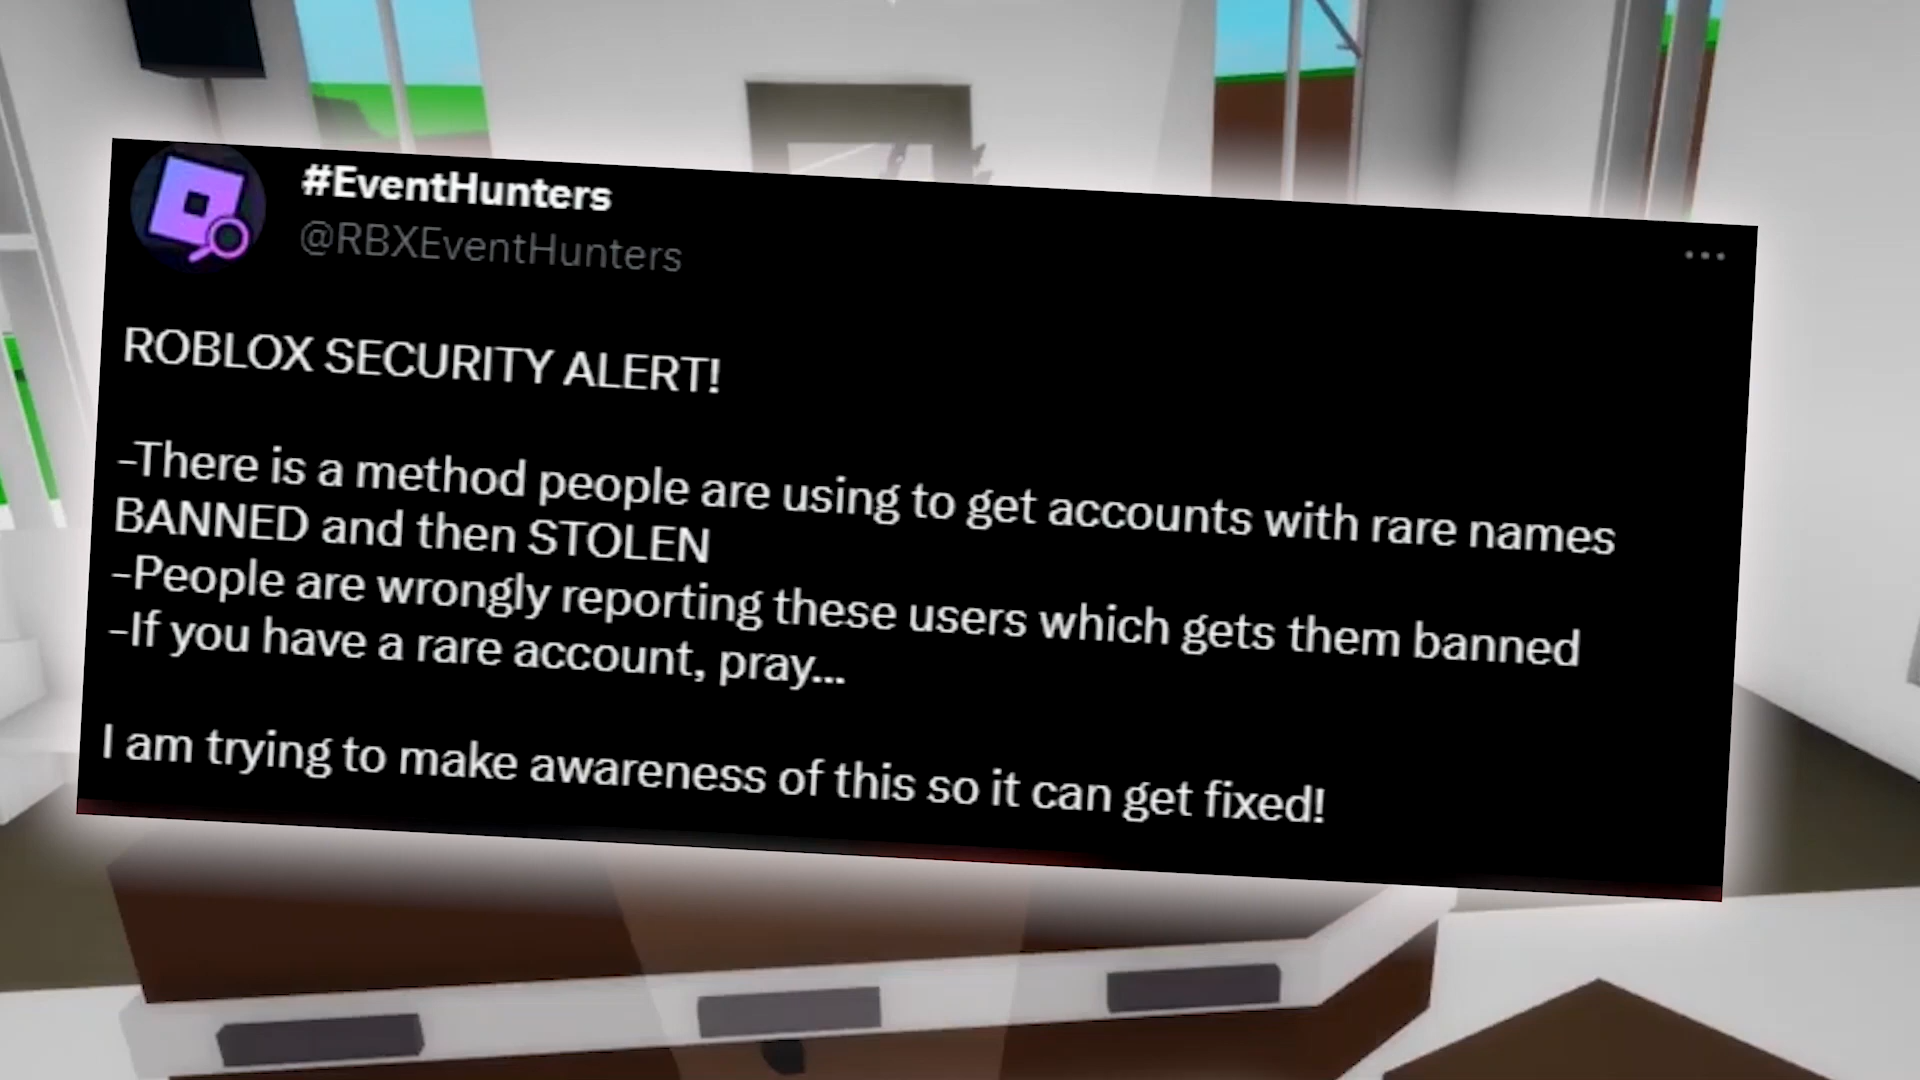 #EventHunters
@RBXEventHunters
ROBLOX SECURITY ALERT!
-There is a method people are using to get accounts with rare names
BANNED and then STOLEN
-People are wrongly reporting these users which gets them banned
-If you have a rare account, pray...
I am trying to make awareness of this so it can get fixed!